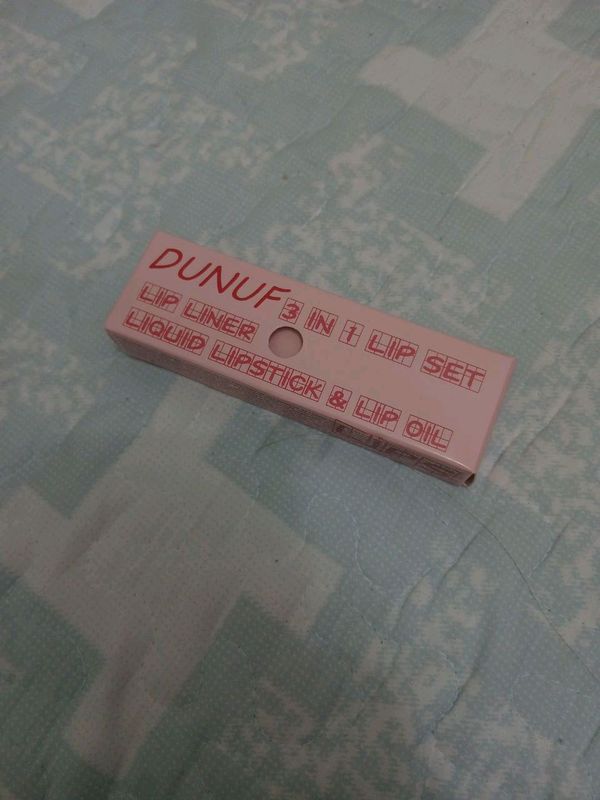 DUNUF 3 IN 1 LIP SET
LIP LINER
LIQUID LIPSTICK & LIP OIL